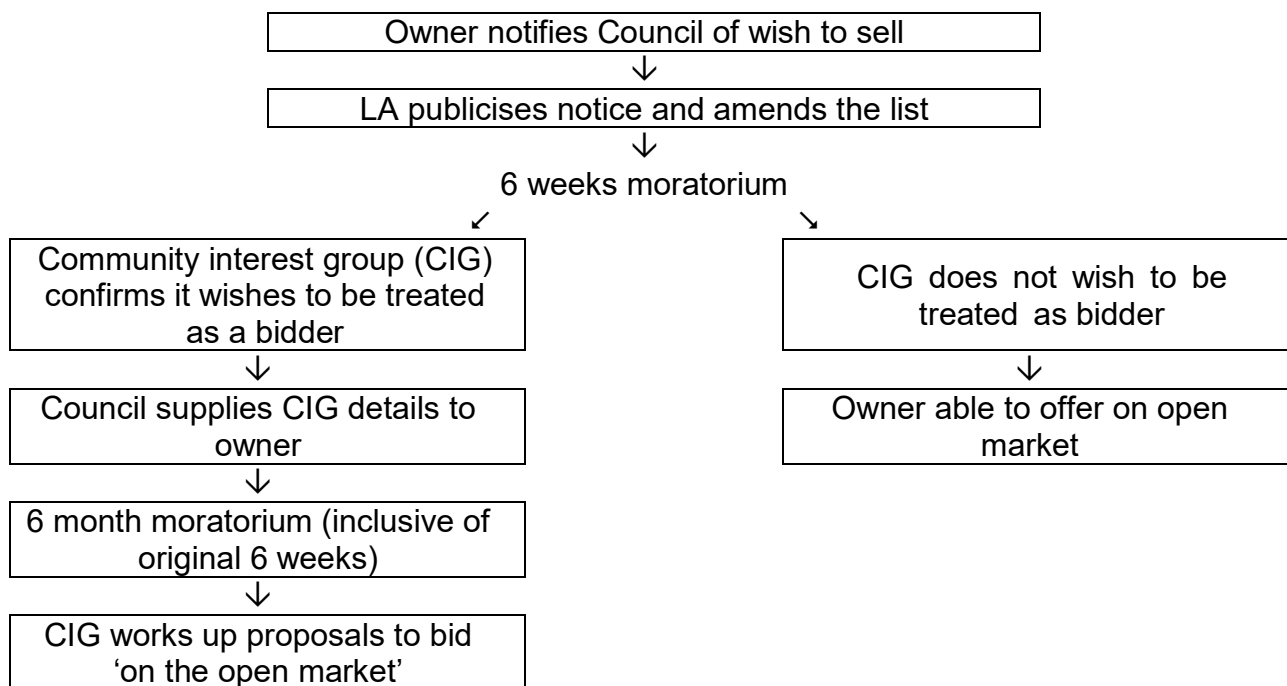 Owner notifies Council of wish to sell
↓
LA publicises notice and amends the list
↓
6 weeks moratorium
↙ ↘
Community interest group (CIG)
confirms it wishes to be treated
as a bidder
↓
Council supplies CIG details to
owner
↓
6 month moratorium (inclusive of
original 6 weeks)
↓
CIG works up proposals to bid
‘on the open market’
CIG does not wish to be
treated as bidder
↓
Owner able to offer on open
market